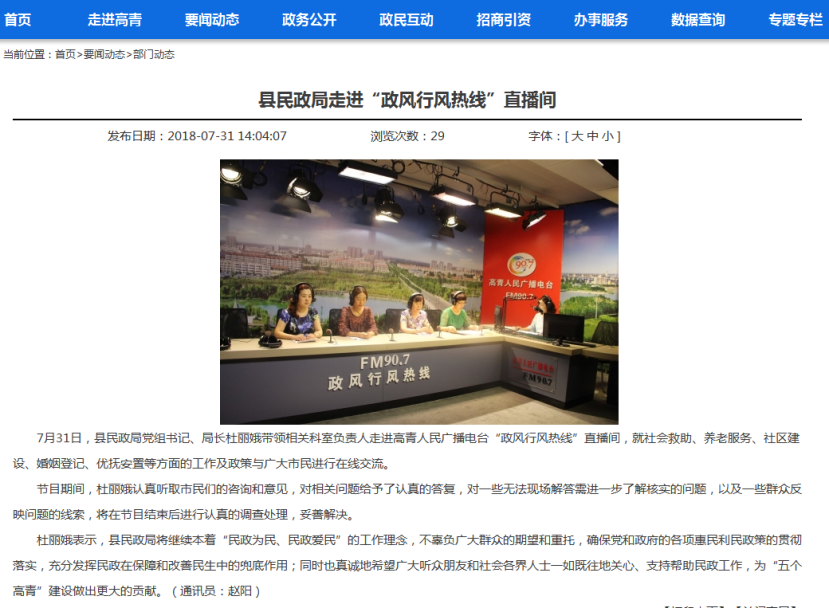 首页 走进高青 要闻动态 政务公开 政民互动 招商引资 办事服务 数据查询 专题专栏
当前位置：首页>要闻动态>部门动态
县民政局走进“政风行风热线”直播间
发布日期：2018-07-31 14:04:07 浏览次数：29 字体：[ 大 中 小 ]
高青人民广播电台
FM90.7
FM90.7
政风行风热线
FM90.7
7月31日，县民政局党组书记、局长杜丽娥带领相关科室负责人走进高青人民广播电台“政风行风热线”直播间，就社会救助、养老服务、社区建
设、婚姻登记、优抚安置等方面的工作及政策与广大市民进行在线交流。
节目期间，杜丽娥认真听取市民们的咨询和意见，对相关问题给予了认真的答复，对一些无法现场解答需进一步了解核实的问题，以及一些群众反
映问题的线索，将在节目结束后进行认真的调查处理，妥善解决。
杜丽娥表示，县民政局将继续本着“民政为民、民政爱民”的工作理念，不辜负广大群众的期望和重托，确保党和政府的各项惠民利民政策的贯彻
落实，充分发挥民政在保障和改善民生中的兜底作用；同时也真诚地希望广大听众朋友和社会各界人士一如既往地关心、支持帮助民政工作，为“五个
高青”建设做出更大的贡献。（通讯员：赵阳）